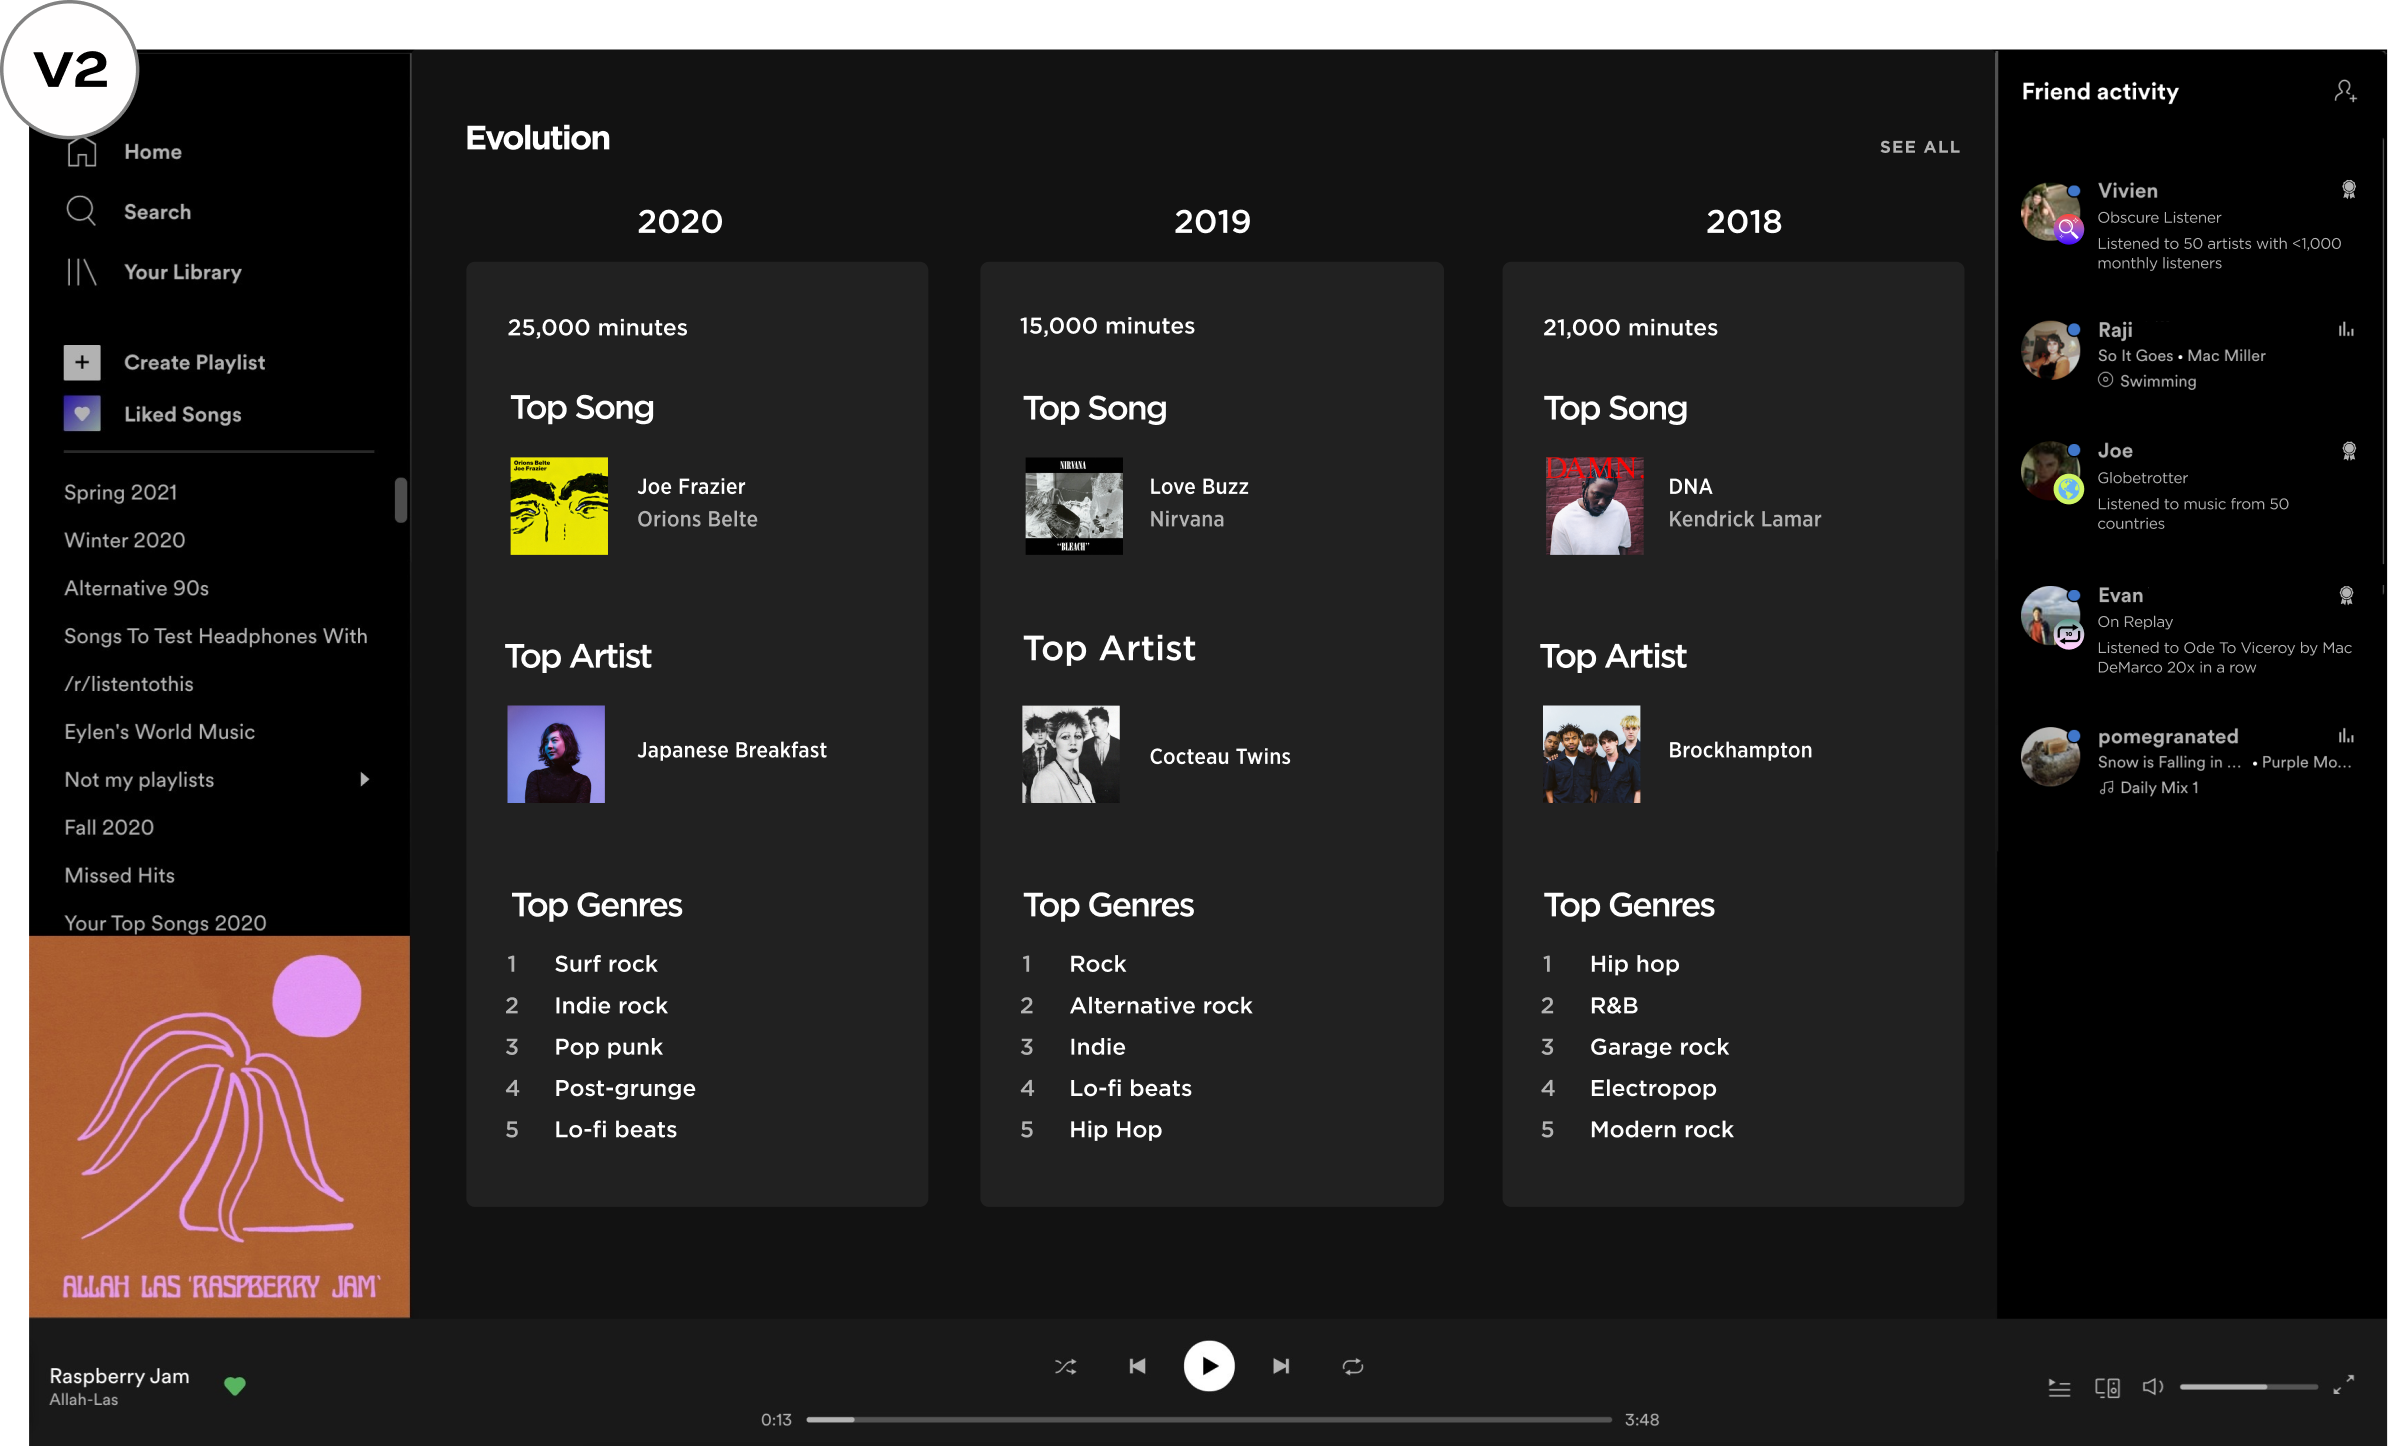 V2
Home
Search
Your Library
Create Playlist
Liked Songs
Spring 2021
Winter 2020
Alternative 90s
Songs To Test Headphones With
/r/listentothis
Eylen's World Music
Not my playlists
Fall 2020
Missed Hits
Your Top Songs 2020
ALLAH LAS 'RASPBERRY JAM'
Evolution
SEE ALL
2020
25,000 minutes
Top Song
Orions Belte
Joe Frazier
Joe Frazier
Orions Belte
Top Artist
Japanese Breakfast
Top Genres
1 Surf rock
2 Indie rock
3 Pop punk
4 Post-grunge
5 Lo-fi beats
2019
15,000 minutes
Top Song
NIRVANA
"BLEACH"
Love Buzz
Nirvana
Top Artist
Cocteau Twins
Top Genres
1 Rock
2 Alternative rock
3 Indie
4 Lo-fi beats
5 Hip Hop
2018
21,000 minutes
Top Song
DAMN.
DNA
Kendrick Lamar
Top Artist
Brockhampton
Top Genres
1 Hip hop
2 R&B
3 Garage rock
4 Electropop
5 Modern rock
Friend activity
Vivien
Obscure Listener
Listened to 50 artists with <1,000
monthly listeners
Raji
So It Goes • Mac Miller
Swimming
Joe
Globetrotter
Listened to music from 50
countries
Evan
10
On Replay
Listened to Ode To Viceroy by Mac
DeMarco 20x in a row
pomegranated
Snow is Falling in ... • Purple Mo...
Daily Mix 1
Raspberry Jam
Allah-Las
0:13
3:48